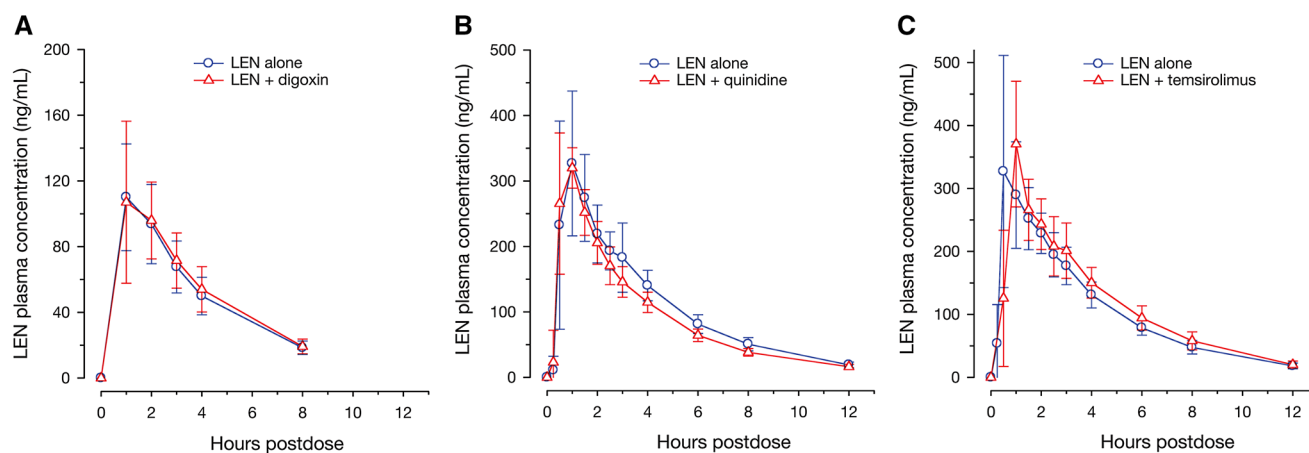 A
LEN plasma concentration (ng/mL)
200
160
120
80
40
0
LEN alone
LEN + digoxin
0 2 4 6 8 10 12
Hours postdose
B
LEN plasma concentration (ng/mL)
500
400
300
200
100
0
LEN alone
LEN + quinidine
0 2 4 6 8 10 12
Hours postdose
C
LEN plasma concentration (ng/mL)
500
400
300
200
100
0
LEN alone
LEN + temsirolimus
0 2 4 6 8 10 12
Hours postdose